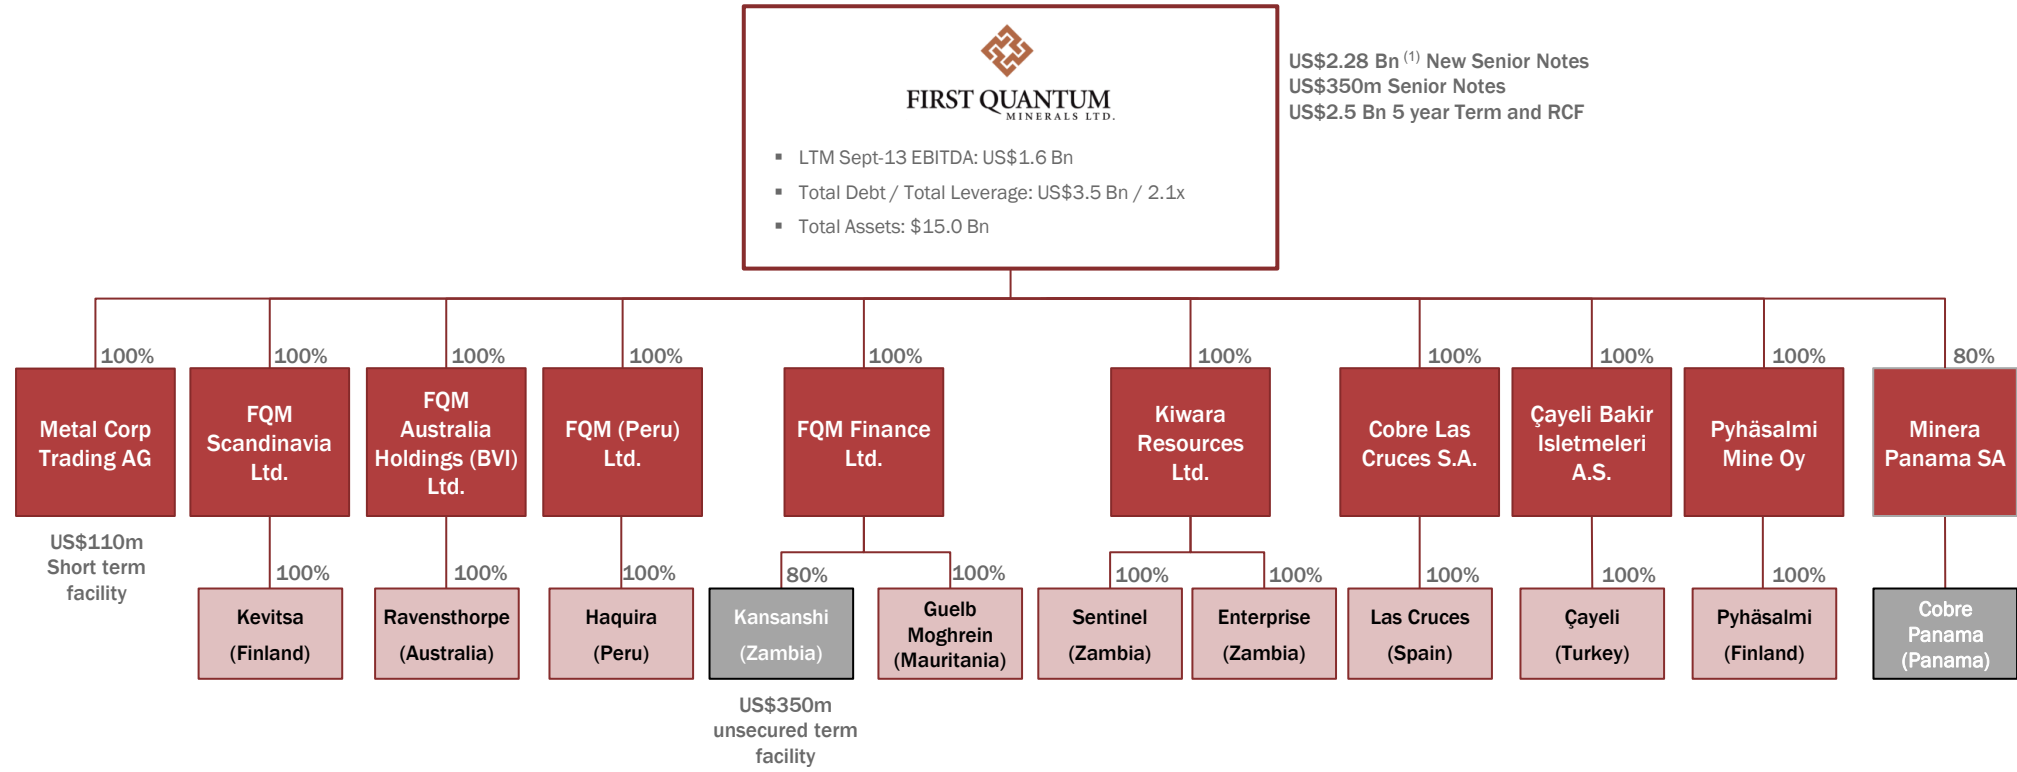 FIRST QUANTUM
MINERALS LTD.
▪ LTM Sept-13 EBITDA: US$1.6 Bn
▪ Total Debt / Total Leverage: US$3.5 Bn / 2.1x
▪ Total Assets: $15.0 Bn
US$2.28 Bn (1) New Senior Notes
US$350m Senior Notes
US$2.5 Bn 5 year Term and RCF
100%
100%
100%
100%
100%
100%
100%
100%
100%
80%
Metal Corp
Trading AG
FQM
Scandinavia
Ltd.
FQM
Australia
Holdings (BVI)
Ltd.
FQM (Peru)
Ltd.
FQM Finance
Ltd.
Kiwara
Resources
Ltd.
Cobre Las
Cruces S.A.
Çayeli Bakir
Isletmeleri
A.S.
Pyhäsalmi
Mine Oy
Minera
Panama SA
US$110m
Short term
facility
100%
100%
100%
80%
100%
100%
100%
100%
100%
100%
Kevitsa
(Finland)
Ravensthorpe
(Australia)
Haquira
(Peru)
Kansanshi
(Zambia)
Guelb
Moghrein
(Mauritania)
Sentinel
(Zambia)
Enterprise
(Zambia)
Las Cruces
(Spain)
Çayeli
(Turkey)
Pyhäsalmi
(Finland)
Cobre
Panama
(Panama)
US$350m
unsecured term
facility